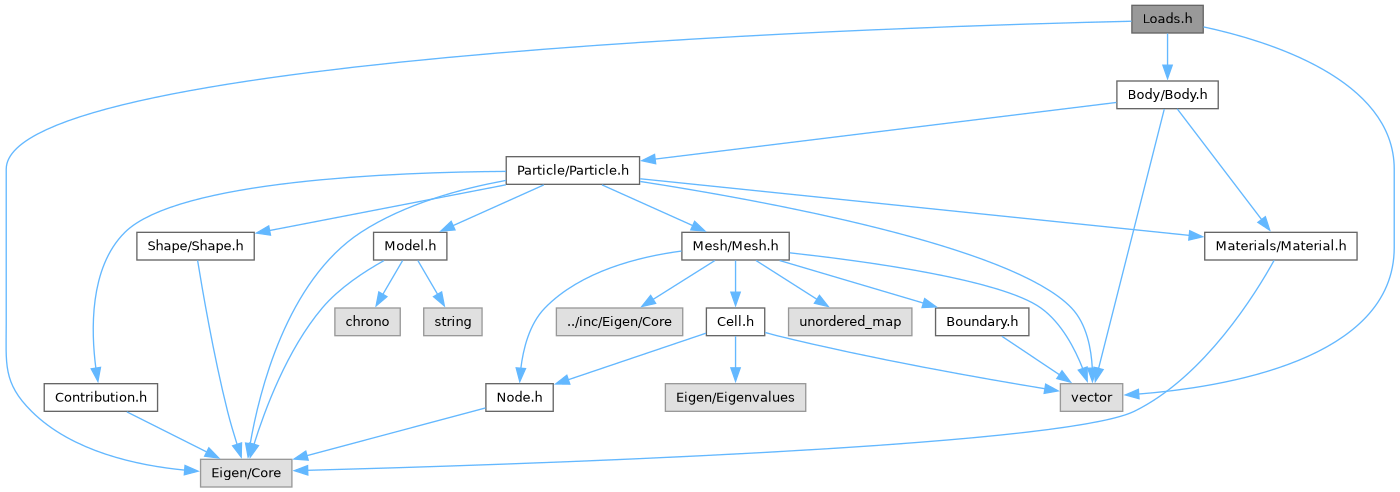 Loads.h
Body/Body.h
Particle/Particle.h
Shape/Shape.h
Model.h
Mesh/Mesh.h
Materials/Material.h
chrono
string
../inc/Eigen/Core
Cell.h
unordered_map
Boundary.h
Contribution.h
Node.h
Eigen/Eigenvalues
vector
Eigen/Core